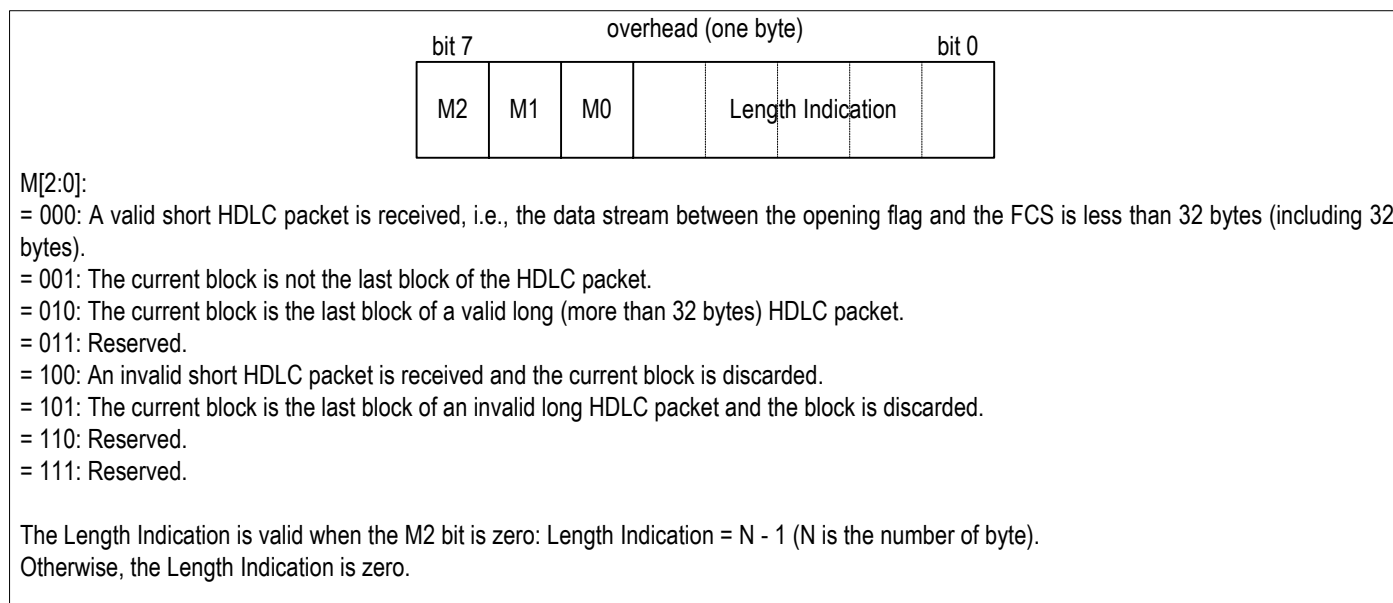 overhead (one byte)
bit 7 bit 0
M2 M1 M0 Length Indication
M[2:0]:
= 000: A valid short HDLC packet is received, i.e., the data stream between the opening flag and the FCS is less than 32 bytes (including 32
bytes).
= 001: The current block is not the last block of the HDLC packet.
= 010: The current block is the last block of a valid long (more than 32 bytes) HDLC packet.
= 011: Reserved.
= 100: An invalid short HDLC packet is received and the current block is discarded.
= 101: The current block is the last block of an invalid long HDLC packet and the block is discarded.
= 110: Reserved.
= 111: Reserved.
The Length Indication is valid when the M2 bit is zero: Length Indication = N - 1 (N is the number of byte).
Otherwise, the Length Indication is zero.